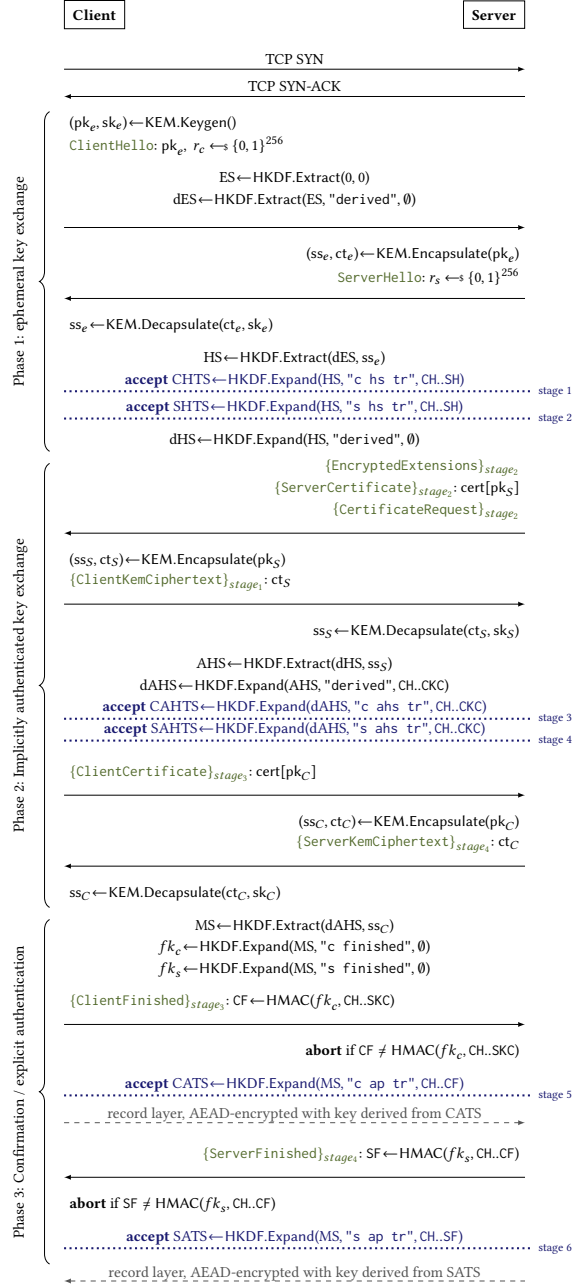 Client Server
TCP SYN
TCP SYN-ACK
Phase 1: ephemeral key exchange
(pkₑ, skₑ)←KEM.Keygen()
ClientHello: pkₑ, r_c ←$ {0, 1}²⁵⁶
ES←HKDF.Extract(0, 0)
dES←HKDF.Extract(ES, "derived", ∅)
(ssₑ, ctₑ)←KEM.Encapsulate(pkₑ)
ServerHello: r_s ←$ {0, 1}²⁵⁶
ssₑ←KEM.Decapsulate(ctₑ, skₑ)
HS←HKDF.Extract(dES, ssₑ)
accept CHTS←HKDF.Expand(HS, "c hs tr", CH..SH)
stage 1
accept SHTS←HKDF.Expand(HS, "s hs tr", CH..SH)
stage 2
dHS←HKDF.Expand(HS, "derived", ∅)
Phase 2: Implicitly authenticated key exchange
{EncryptedExtensions}_stage₂
{ServerCertificate}_stage₂: cert[pk_S]
{CertificateRequest}_stage₂
(ss_S, ct_S)←KEM.Encapsulate(pk_S)
{ClientKemCiphertext}_stage₁: ct_S
ss_S←KEM.Decapsulate(ct_S, sk_S)
AHS←HKDF.Extract(dHS, ss_S)
dAHS←HKDF.Expand(AHS, "derived", CH..CKC)
accept CAHTS←HKDF.Expand(dAHS, "c ahs tr", CH..CKC)
stage 3
accept SAHTS←HKDF.Expand(dAHS, "s ahs tr", CH..CKC)
stage 4
{ClientCertificate}_stage₃: cert[pk_C]
(ss_C, ct_C)←KEM.Encapsulate(pk_C)
{ServerKemCiphertext}_stage₄: ct_C
ss_C←KEM.Decapsulate(ct_C, sk_C)
Phase 3: Confirmation / explicit authentication
MS←HKDF.Extract(dAHS, ss_C)
fk_c←HKDF.Expand(MS, "c finished", ∅)
fk_s←HKDF.Expand(MS, "s finished", ∅)
{ClientFinished}_stage₃: CF←HMAC(fk_c, CH..SKC)
abort if CF ≠ HMAC(fk_c, CH..SKC)
accept CATS←HKDF.Expand(MS, "c ap tr", CH..CF)
stage 5
record layer, AEAD-encrypted with key derived from CATS
{ServerFinished}_stage₄: SF←HMAC(fk_s, CH..CF)
abort if SF ≠ HMAC(fk_s, CH..CF)
accept SATS←HKDF.Expand(MS, "s ap tr", CH..SF)
stage 6
record layer, AEAD-encrypted with key derived from SATS